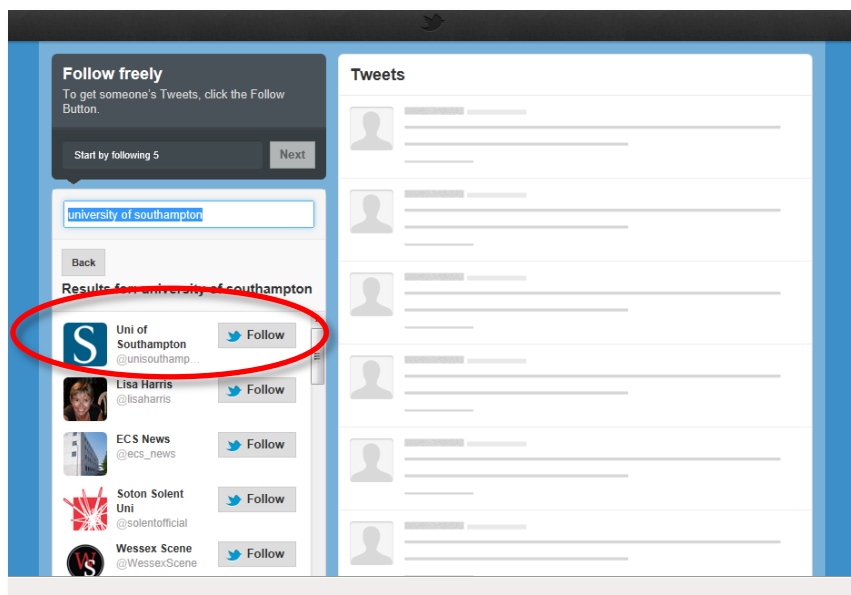 Follow freely
To get someone's Tweets, click the Follow
Button.
Start by following 5
Next
university of southampton
Back
Results for: university of southampton
S
Uni of
Southampton
@unisouthamp...
Follow
Lisa Harris
@lisaharris
Follow
ECS News
@ecs_news
Follow
Soton Solent
Uni
@solentofficial
Follow
WS
Wessex Scene
@WessexScene
Follow
Tweets